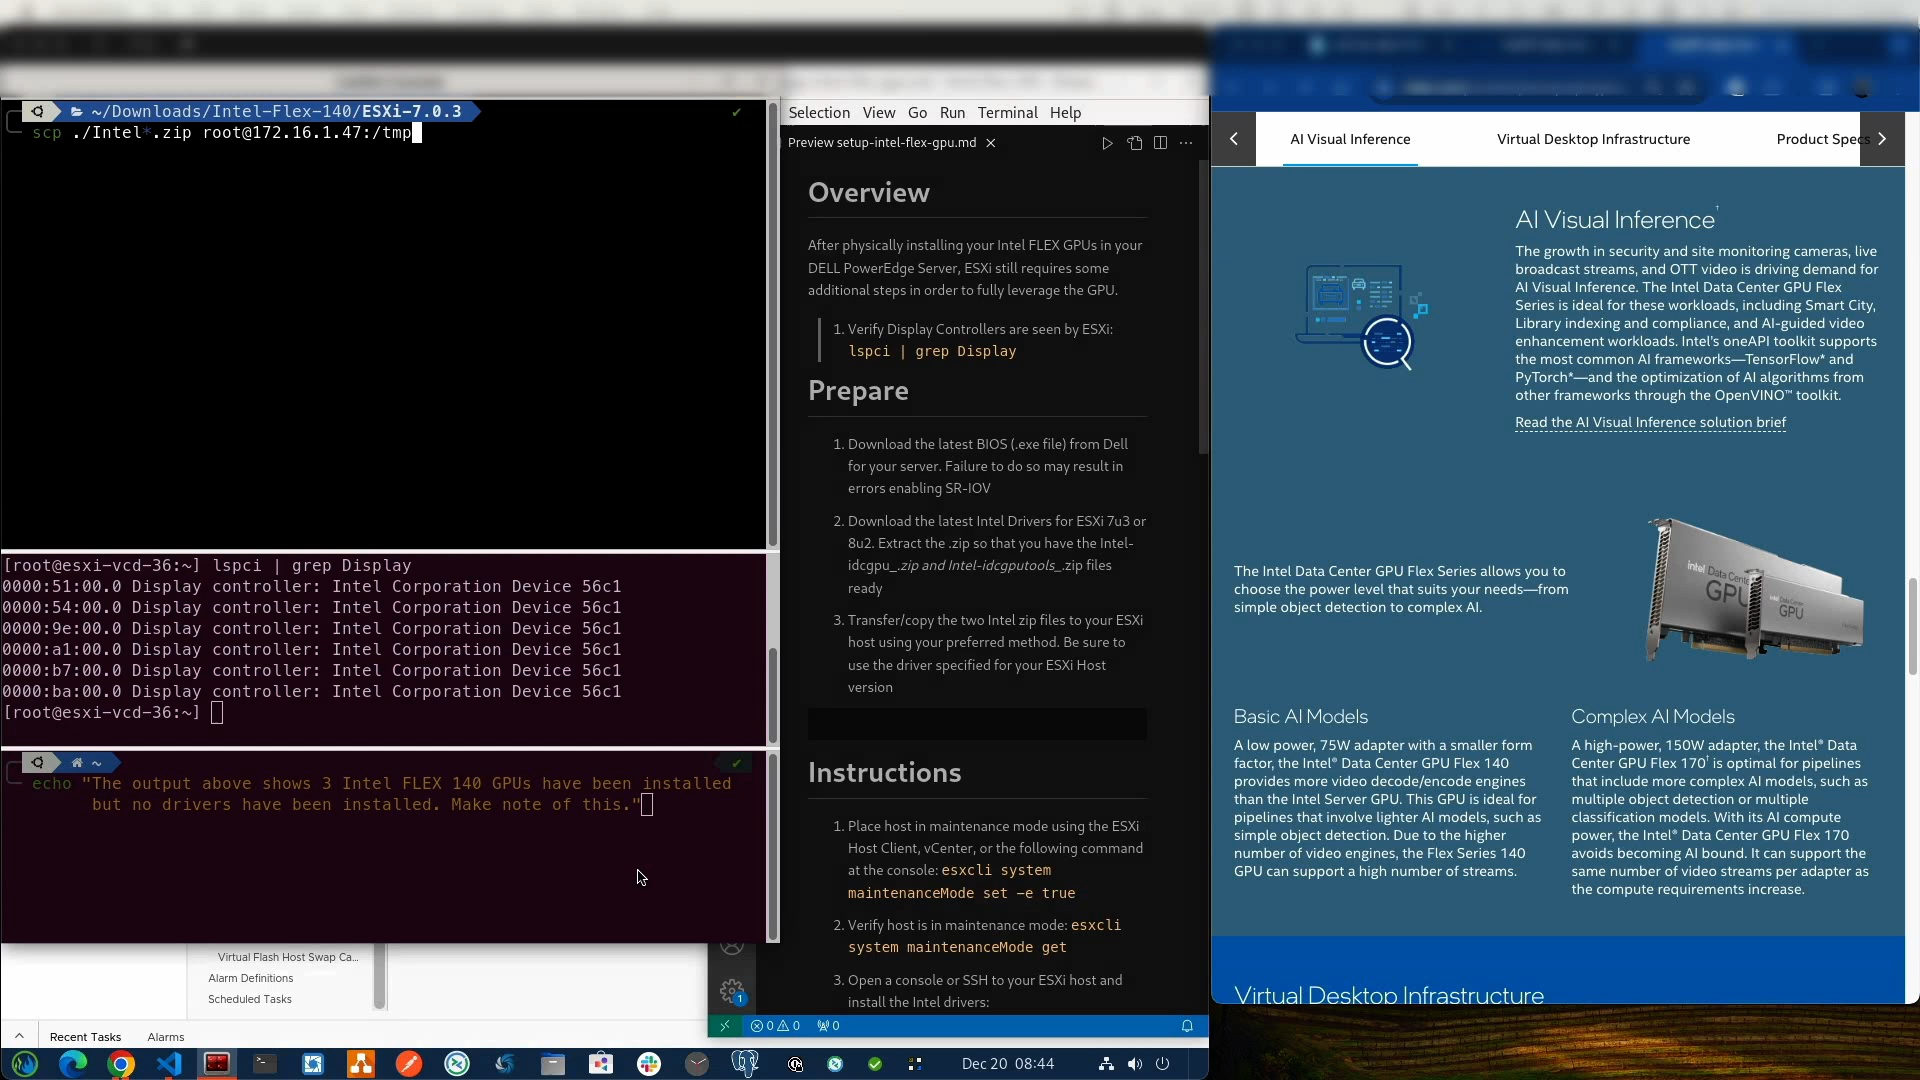 ~/Downloads/Intel-Flex-140/ESXi-7.0.3 ✔
scp ./Intel*.zip root@172.16.1.47:/tmp
[root@esxi-vcd-36:~] lspci | grep Display
0000:51:00.0 Display controller: Intel Corporation Device 56c1
0000:54:00.0 Display controller: Intel Corporation Device 56c1
0000:9e:00.0 Display controller: Intel Corporation Device 56c1
0000:a1:00.0 Display controller: Intel Corporation Device 56c1
0000:b7:00.0 Display controller: Intel Corporation Device 56c1
0000:ba:00.0 Display controller: Intel Corporation Device 56c1
[root@esxi-vcd-36:~]
~ ✔
echo "The output above shows 3 Intel FLEX 140 GPUs have been installed
but no drivers have been installed. Make note of this."
Virtual Flash Host Swap Ca...
Alarm Definitions
Scheduled Tasks
Recent Tasks Alarms
Selection View Go Run Terminal Help
Preview setup-intel-flex-gpu.md
Overview
After physically installing your Intel FLEX GPUs in your
DELL PowerEdge Server, ESXi still requires some
additional steps in order to fully leverage the GPU.
1. Verify Display Controllers are seen by ESXi:
lspci | grep Display
Prepare
1. Download the latest BIOS (.exe file) from Dell
for your server. Failure to do so may result in
errors enabling SR-IOV
2. Download the latest Intel Drivers for ESXi 7u3 or
8u2. Extract the .zip so that you have the Intel-
idcgpu_.zip and Intel-idcgputools_.zip files
ready
3. Transfer/copy the two Intel zip files to your ESXi
host using your preferred method. Be sure to
use the driver specified for your ESXi Host
version
Instructions
1. Place host in maintenance mode using the ESXi
Host Client, vCenter, or the following command
at the console: esxcli system
maintenanceMode set -e true
2. Verify host is in maintenance mode: esxcli
system maintenanceMode get
3. Open a console or SSH to your ESXi host and
install the Intel drivers:
1
0 0 0
AI Visual Inference Virtual Desktop Infrastructure Product Specs
AI Visual Inference†
The growth in security and site monitoring cameras, live
broadcast streams, and OTT video is driving demand for
AI Visual Inference. The Intel Data Center GPU Flex
Series is ideal for these workloads, including Smart City,
Library indexing and compliance, and AI-guided video
enhancement workloads. Intel's oneAPI toolkit supports
the most common AI frameworks—TensorFlow* and
PyTorch*—and the optimization of AI algorithms from
other frameworks through the OpenVINO™ toolkit.
Read the AI Visual Inference solution brief
The Intel Data Center GPU Flex Series allows you to
choose the power level that suits your needs—from
simple object detection to complex AI.
intel Data Center
GPU
intel Data Center
GPU
Basic AI Models
A low power, 75W adapter with a smaller form
factor, the Intel® Data Center GPU Flex 140
provides more video decode/encode engines
than the Intel Server GPU. This GPU is ideal for
pipelines that involve lighter AI models, such as
simple object detection. Due to the higher
number of video engines, the Flex Series 140
GPU can support a high number of streams.
Complex AI Models
A high-power, 150W adapter, the Intel® Data
Center GPU Flex 170† is optimal for pipelines
that include more complex AI models, such as
multiple object detection or multiple
classification models. With its AI compute
power, the Intel® Data Center GPU Flex 170
avoids becoming AI bound. It can support the
same number of video streams per adapter as
the compute requirements increase.
Virtual Desktop Infrastructure
Dec 20 08:44